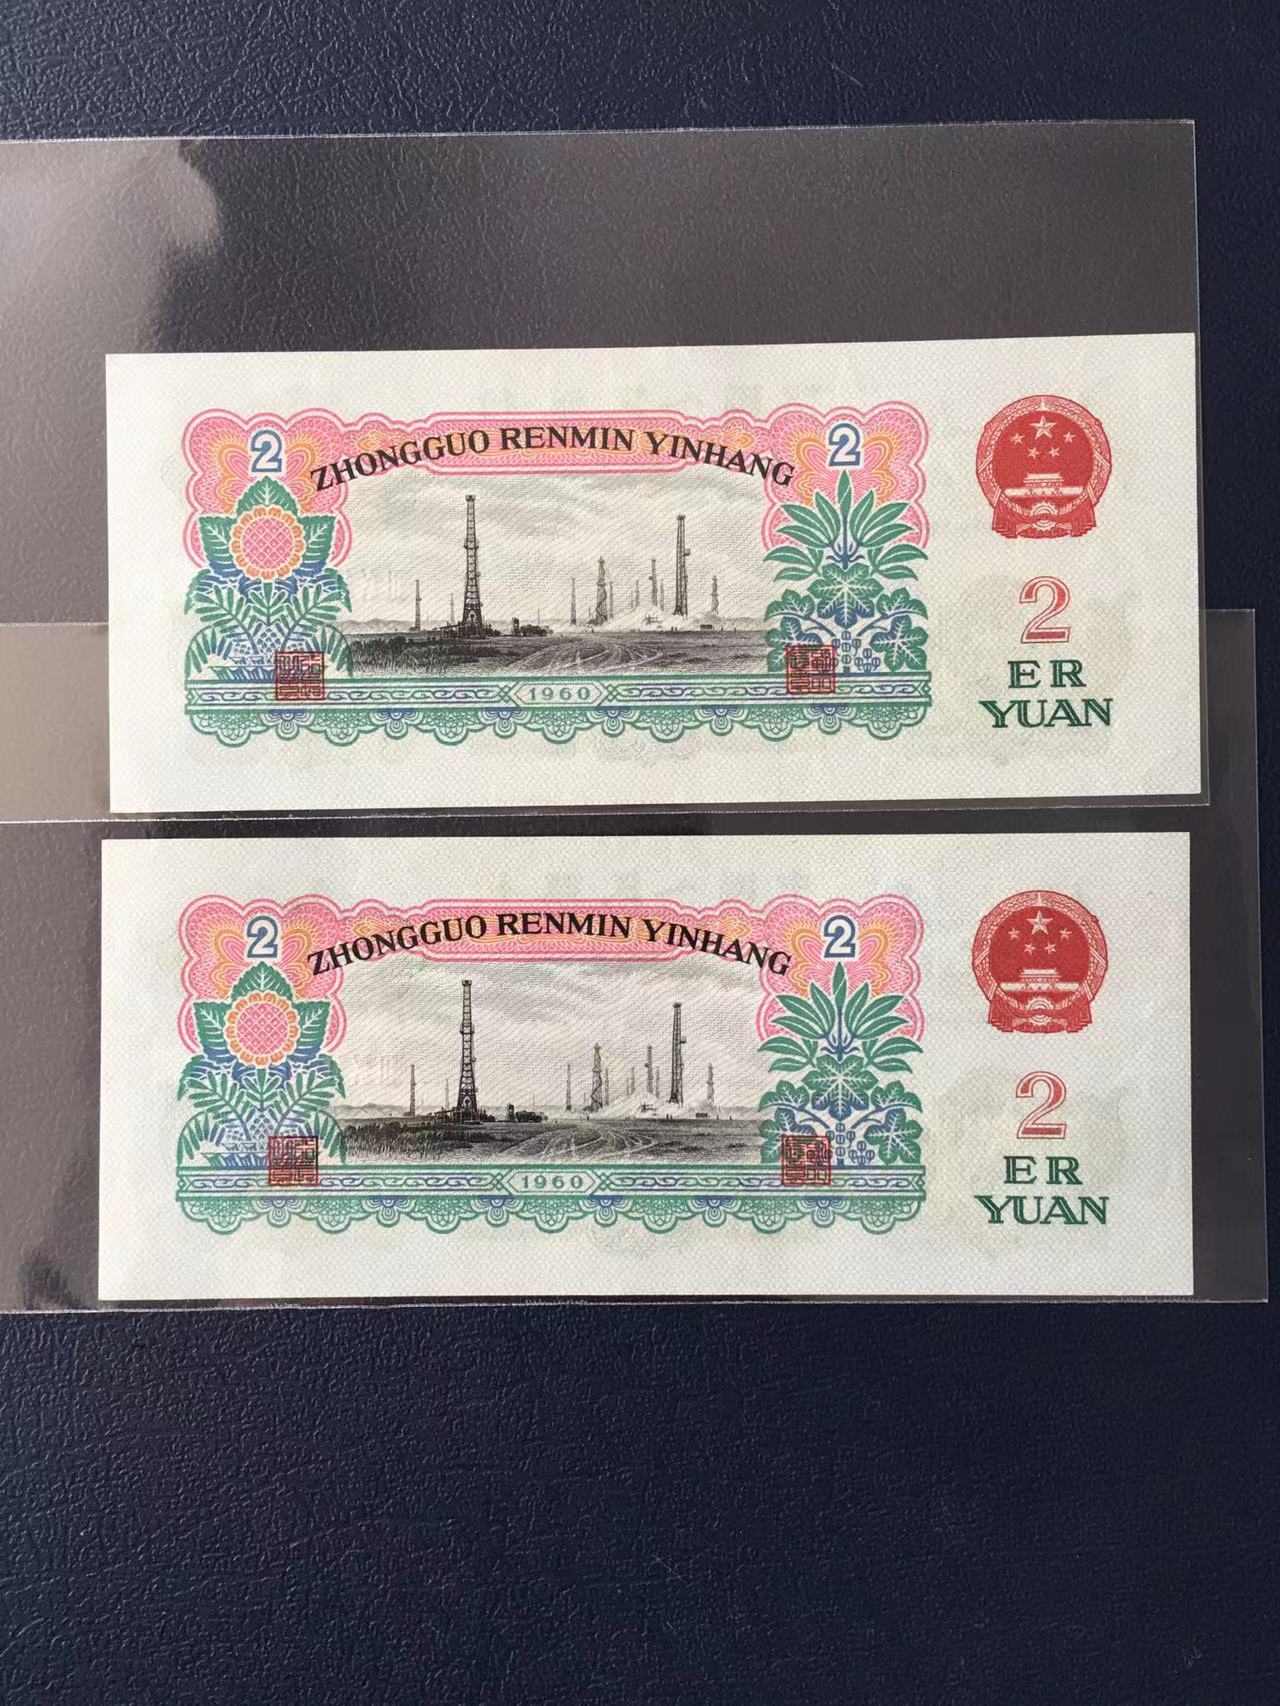 2 ZHONGGUO RENMIN YINHANG 2
2
ER
YUAN
1960
2 ZHONGGUO RENMIN YINHANG 2
2
ER
YUAN
1960